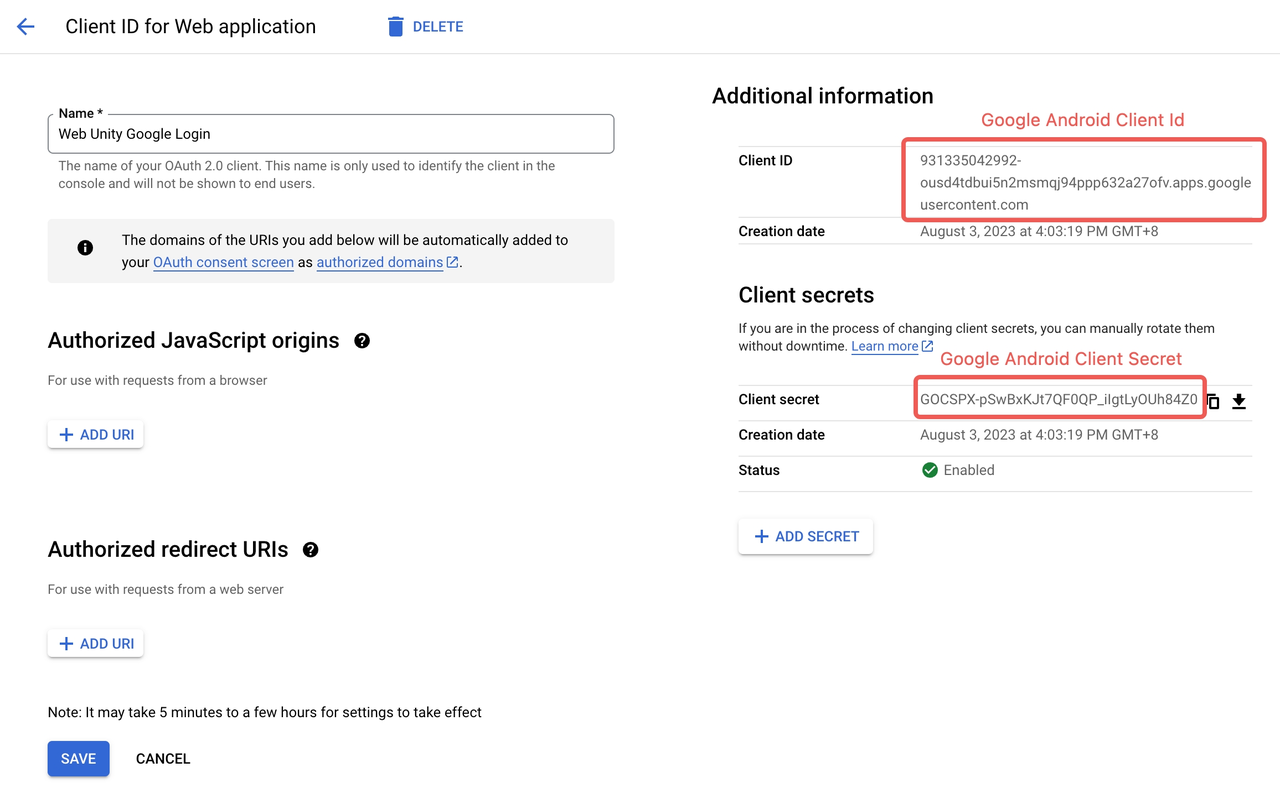 Client ID for Web application
DELETE
Name *
Web Unity Google Login
The name of your OAuth 2.0 client. This name is only used to identify the client in the
console and will not be shown to end users.
The domains of the URIs you add below will be automatically added to
your OAuth consent screen as authorized domains.
Authorized JavaScript origins
For use with requests from a browser
ADD URI
Authorized redirect URIs
For use with requests from a web server
ADD URI
Note: It may take 5 minutes to a few hours for settings to take effect
SAVE
CANCEL
Additional information
Google Android Client Id
Client ID
931335042992-
ousd4tdbui5n2msmqj94ppp632a27ofv.apps.google
usercontent.com
Creation date
August 3, 2023 at 4:03:19 PM GMT+8
Client secrets
If you are in the process of changing client secrets, you can manually rotate them
without downtime. Learn more
Google Android Client Secret
Client secret
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
Creation date
August 3, 2023 at 4:03:19 PM GMT+8
Status
Enabled
ADD SECRET